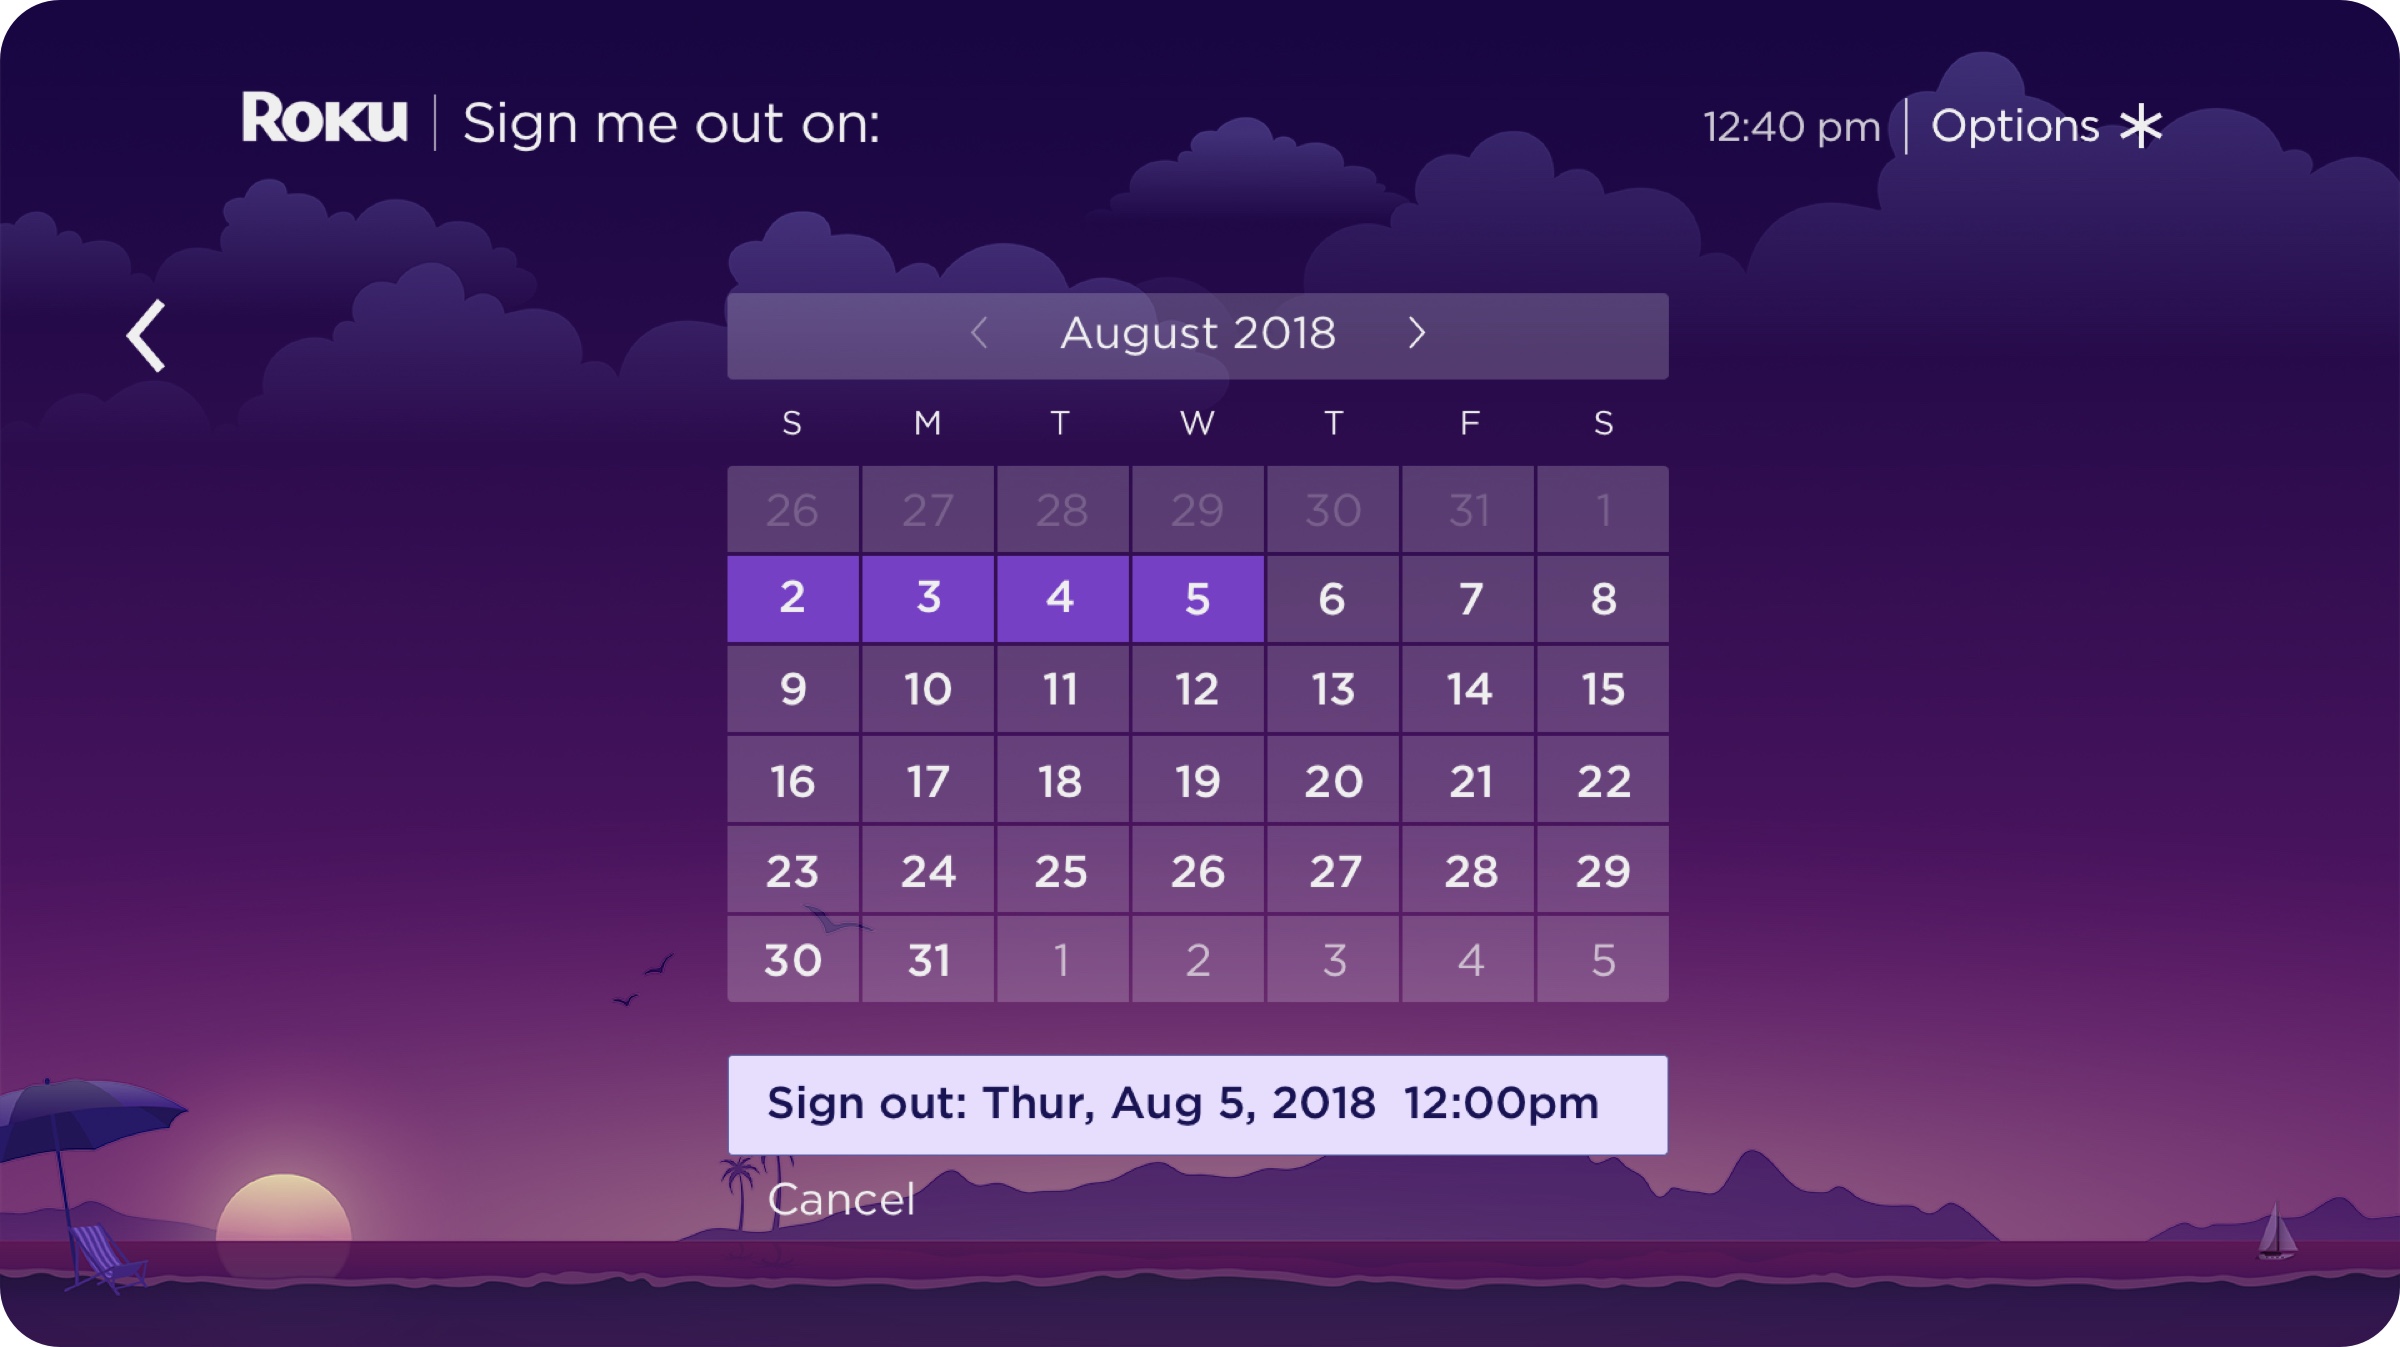 Roku Sign me out on: 12:40 pm Options
August 2018
S M T W T F S
26 27 28 29 30 31 1
2 3 4 5 6 7 8
9 10 11 12 13 14 15
16 17 18 19 20 21 22
23 24 25 26 27 28 29
30 31 1 2 3 4 5
Sign out: Thur, Aug 5, 2018 12:00pm
Cancel